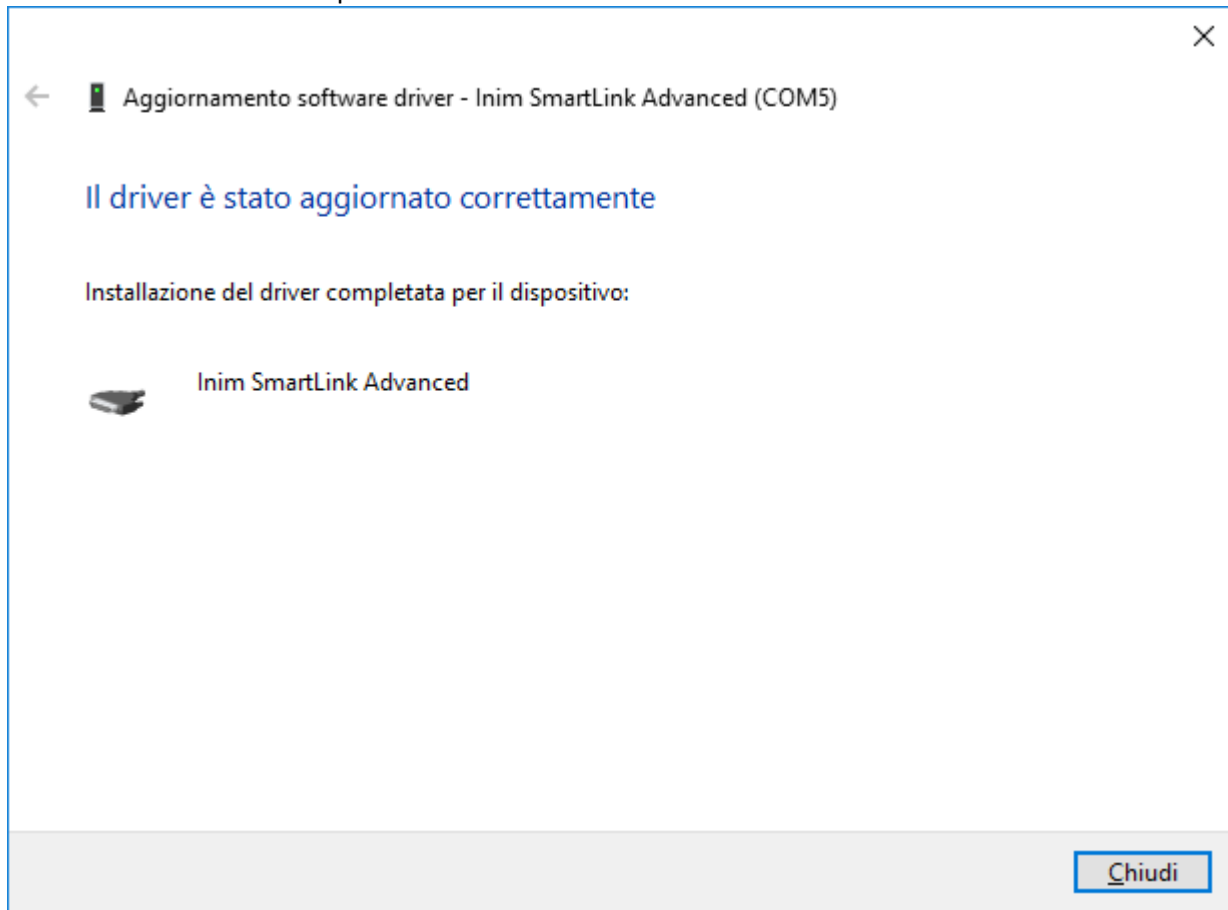 Aggiornamento software driver - Inim SmartLink Advanced (COM5)
Il driver è stato aggiornato correttamente
Installazione del driver completata per il dispositivo:
Inim SmartLink Advanced
Chiudi